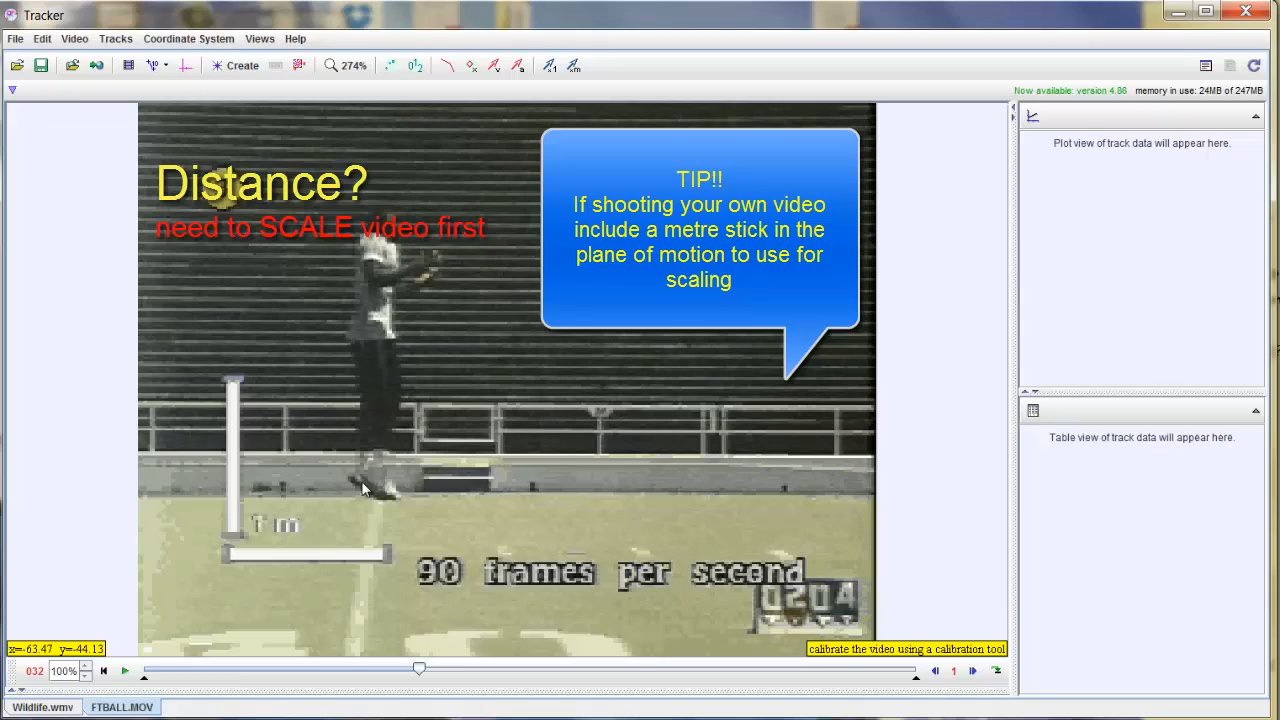 Tracker
File Edit Video Tracks Coordinate System Views Help
Create 274%
Now available: version 4.86 memory in use: 24MB of 247MB
Distance?
need to SCALE video first
TIP!!
If shooting your own video
include a metre stick in the
plane of motion to use for
scaling
Plot view of track data will appear here.
Table view of track data will appear here.
1 m
90 frames per second
0204
x=-63.47 y=-44.13
calibrate the video using a calibration tool
032 100% 1
Wildlife.wmv FTBALL.MOV